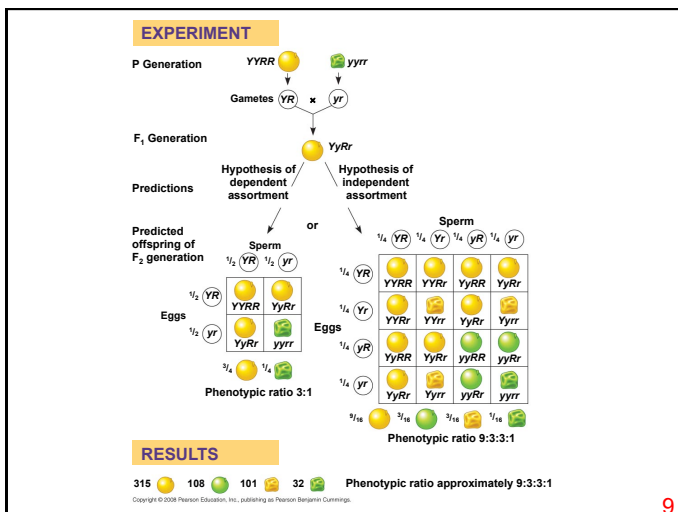 EXPERIMENT
P Generation
YYRR yyrr
Gametes YR × yr
F1 Generation
YyRr
Hypothesis of dependent assortment
Hypothesis of independent assortment
Predictions
or
Predicted offspring of F2 generation
Sperm
1/2 YR 1/2 yr
Eggs
1/2 YR YYRR YyRr
1/2 yr YyRr yyrr
3/4 1/4
Phenotypic ratio 3:1
Sperm
1/4 YR 1/4 Yr 1/4 yR 1/4 yr
Eggs
1/4 YR YYRR YYRr YyRR YyRr
1/4 Yr YYRr YYrr YyRr Yyrr
1/4 yR YyRR YyRr yyRR yyRr
1/4 yr YyRr Yyrr yyRr yyrr
9/16 3/16 3/16 1/16
Phenotypic ratio 9:3:3:1
RESULTS
315 108 101 32 Phenotypic ratio approximately 9:3:3:1
Copyright © 2008 Pearson Education, Inc., publishing as Pearson Benjamin Cummings.
9